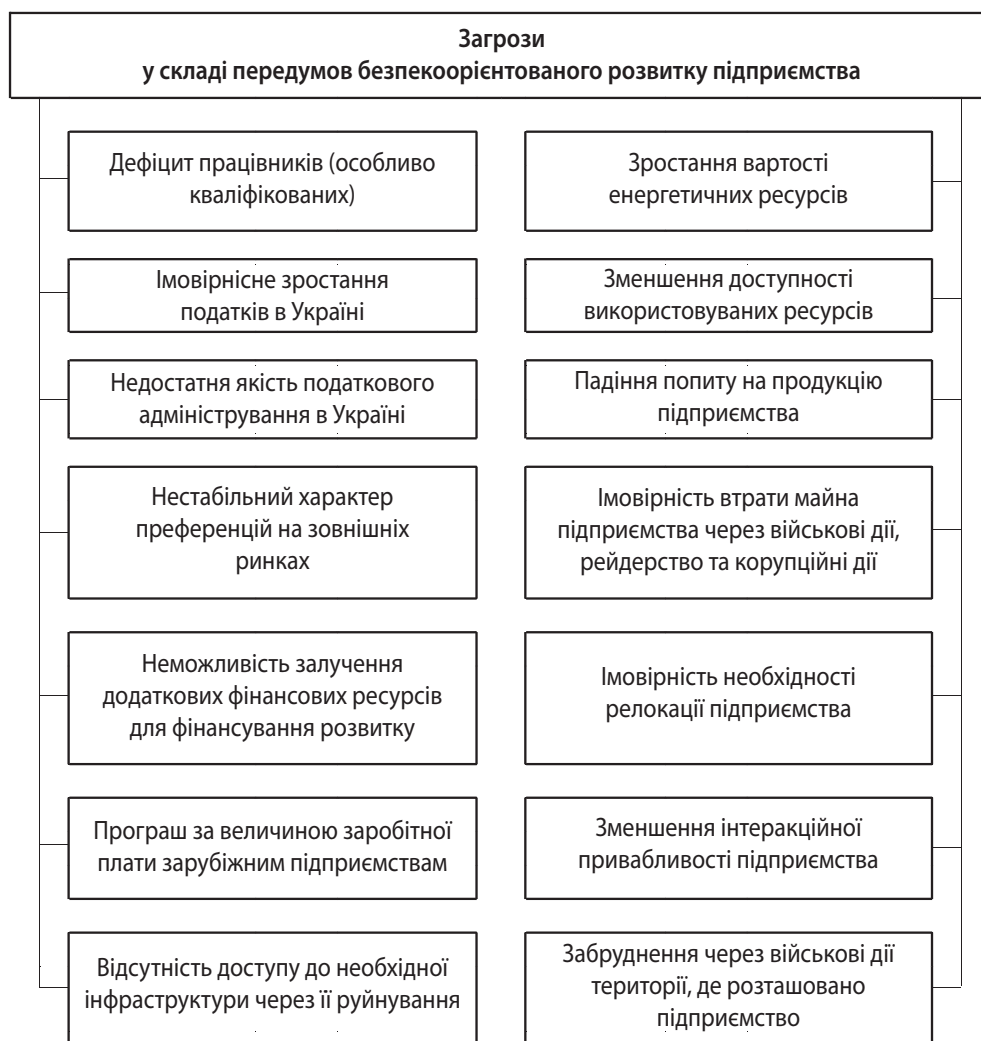 Загрози
у складі передумов безпекоорієнтованого розвитку підприємства
Дефіцит працівників (особливо
кваліфікованих)
Зростання вартості
енергетичних ресурсів
Імовірнісне зростання
податків в Україні
Зменшення доступності
використовуваних ресурсів
Недостатня якість податкового
адміністрування в Україні
Падіння попиту на продукцію
підприємства
Нестабільний характер
преференцій на зовнішніх
ринках
Імовірність втрати майна
підприємства через військові дії,
рейдерство та корупційні дії
Неможливість залучення
додаткових фінансових ресурсів
для фінансування розвитку
Імовірність необхідності
релокації підприємства
Програш за величиною заробітної
плати зарубіжним підприємствам
Зменшення інтеракційної
привабливості підприємства
Відсутність доступу до необхідної
інфраструктури через її руйнування
Забруднення через військові дії
території, де розташовано
підприємство